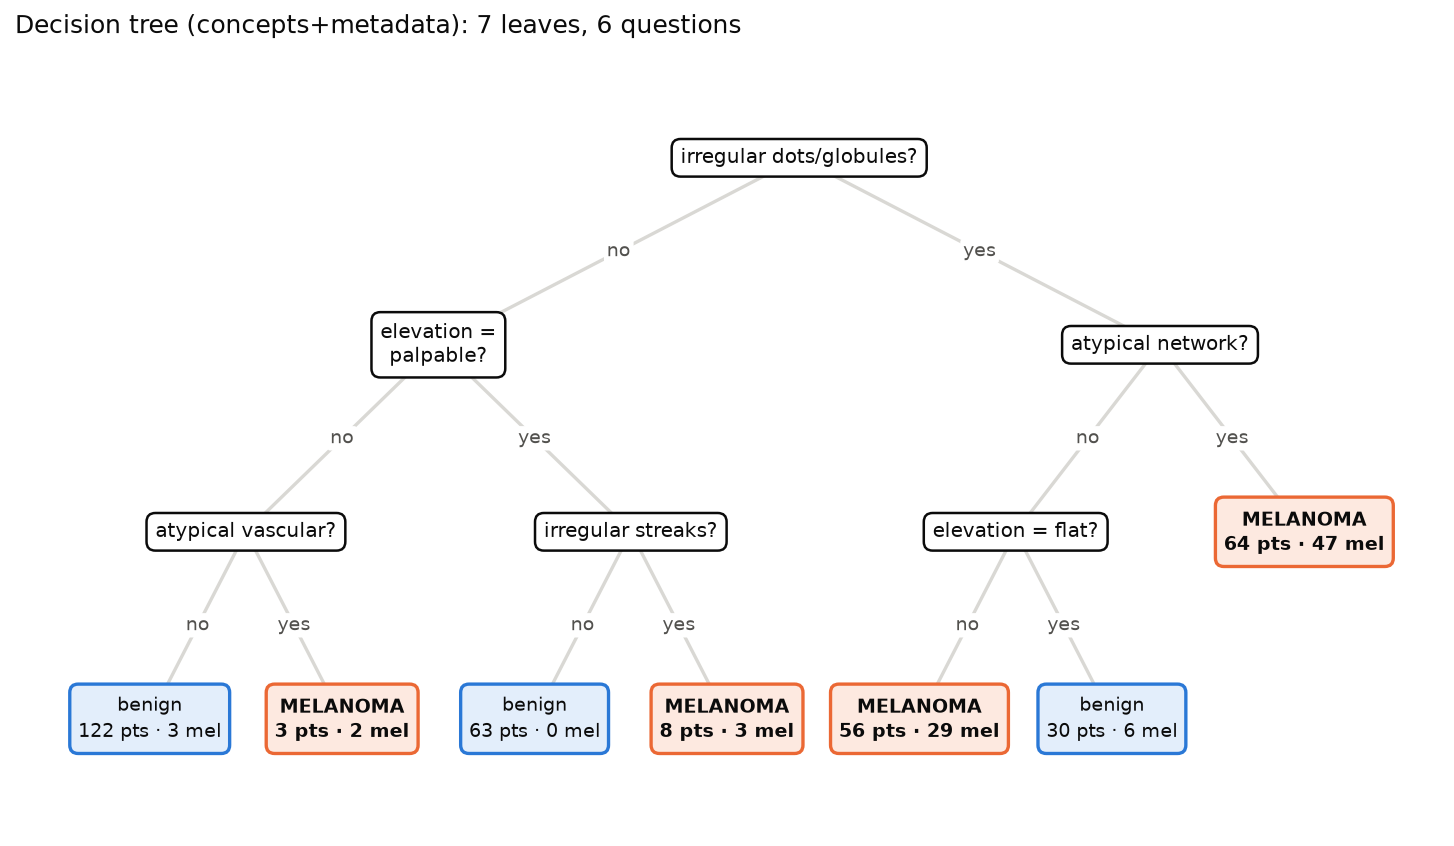 Decision tree (concepts+metadata): 7 leaves, 6 questions
irregular dots/globules?
no
yes
elevation =
palpable?
atypical network?
no
yes
no
yes
atypical vascular?
irregular streaks?
elevation = flat?
MELANOMA
64 pts · 47 mel
no
yes
no
yes
no
yes
benign
122 pts · 3 mel
MELANOMA
3 pts · 2 mel
benign
63 pts · 0 mel
MELANOMA
8 pts · 3 mel
MELANOMA
56 pts · 29 mel
benign
30 pts · 6 mel